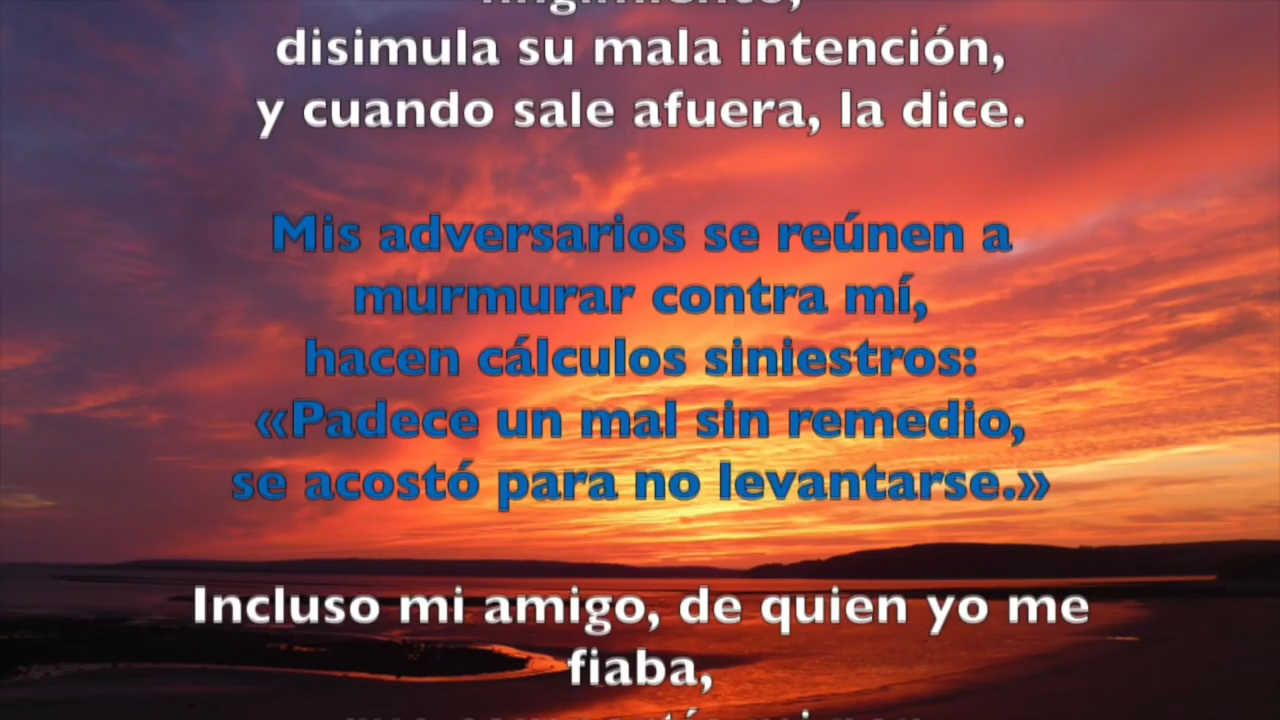 disimula su mala intención,
y cuando sale afuera, la dice.
Mis adversarios se reúnen a
murmurar contra mí,
hacen cálculos siniestros:
«Padece un mal sin remedio,
se acostó para no levantarse.»
Incluso mi amigo, de quien yo me
fiaba,